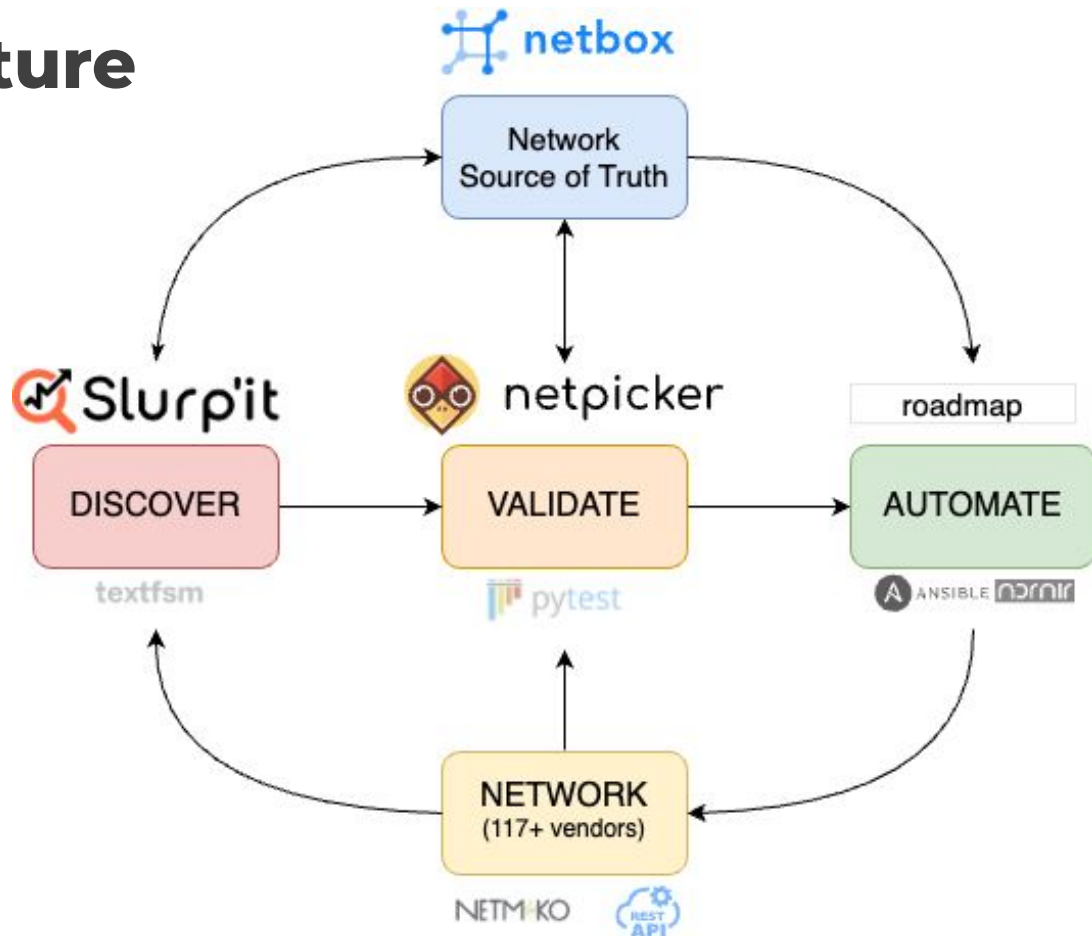 ture
netbox
Network
Source of Truth
Slurp'it
netpicker
roadmap
DISCOVER
VALIDATE
AUTOMATE
textfsm
pytest
A ANSIBLE nornir
NETWORK
(117+ vendors)
NETMIKO
REST
API